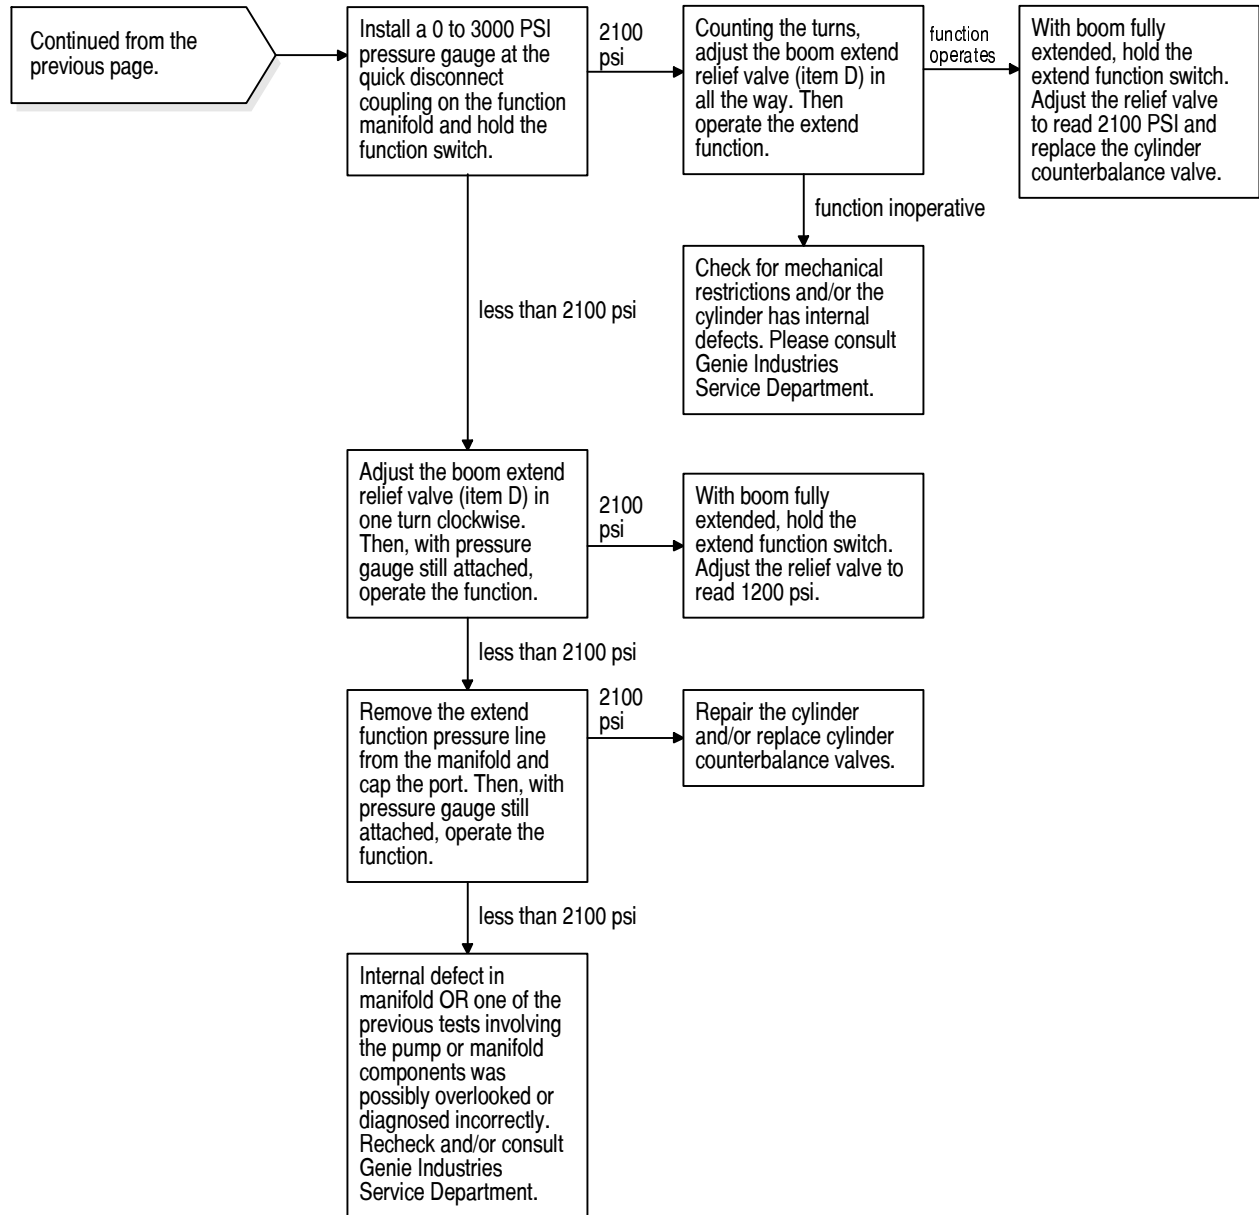 Continued from the
previous page.
Install a 0 to 3000 PSI
pressure gauge at the
quick disconnect
coupling on the function
manifold and hold the
function switch.
2100
psi
Counting the turns,
adjust the boom extend
relief valve (item D) in
all the way. Then
operate the extend
function.
function
operates
With boom fully
extended, hold the
extend function switch.
Adjust the relief valve
to read 2100 PSI and
replace the cylinder
counterbalance valve.
function inoperative
Check for mechanical
restrictions and/or the
cylinder has internal
defects. Please consult
Genie Industries
Service Department.
less than 2100 psi
Adjust the boom extend
relief valve (item D) in
one turn clockwise.
Then, with pressure
gauge still attached,
operate the function.
2100
psi
With boom fully
extended, hold the
extend function switch.
Adjust the relief valve to
read 1200 psi.
less than 2100 psi
Remove the extend
function pressure line
from the manifold and
cap the port. Then, with
pressure gauge still
attached, operate the
function.
2100
psi
Repair the cylinder
and/or replace cylinder
counterbalance valves.
less than 2100 psi
Internal defect in
manifold OR one of the
previous tests involving
the pump or manifold
components was
possibly overlooked or
diagnosed incorrectly.
Recheck and/or consult
Genie Industries
Service Department.